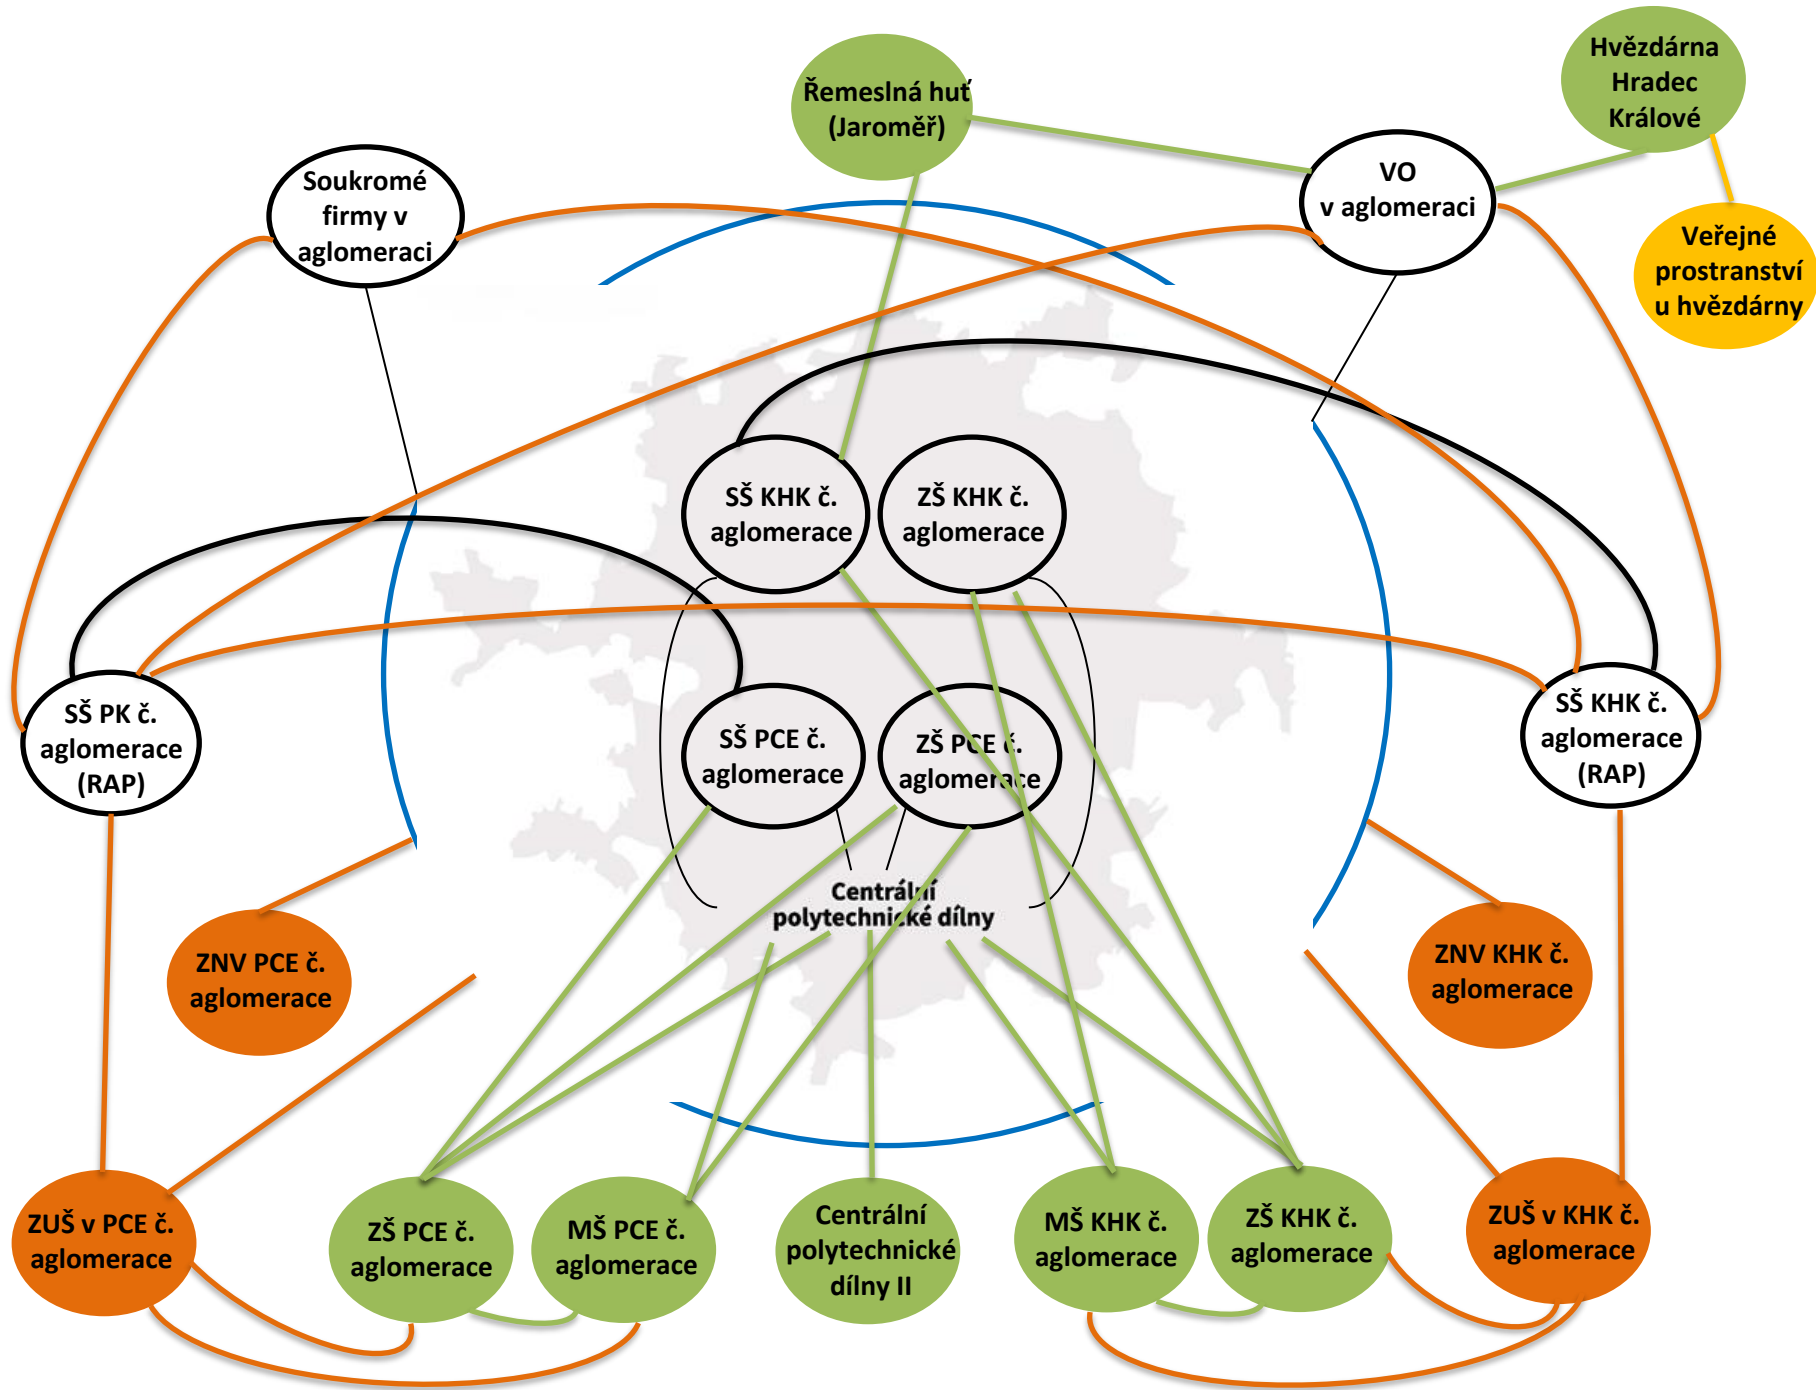 Hvězdárna
Hradec
Králové
Řemeslná huť
(Jaroměř)
Soukromé
firmy v
aglomeraci
VO
v aglomeraci
Veřejné
prostranství
u hvězdárny
SŠ KHK č.
aglomerace
ZŠ KHK č.
aglomerace
SŠ PK č.
aglomerace
(RAP)
SŠ PCE č.
aglomerace
ZŠ PCE č.
aglomerace
SŠ KHK č.
aglomerace
(RAP)
Centrální
polytechnické dílny
ZNV PCE č.
aglomerace
ZNV KHK č.
aglomerace
ZUŠ v PCE č.
aglomerace
ZŠ PCE č.
aglomerace
MŠ PCE č.
aglomerace
Centrální
polytechnické
dílny II
MŠ KHK č.
aglomerace
ZŠ KHK č.
aglomerace
ZUŠ v KHK č.
aglomerace